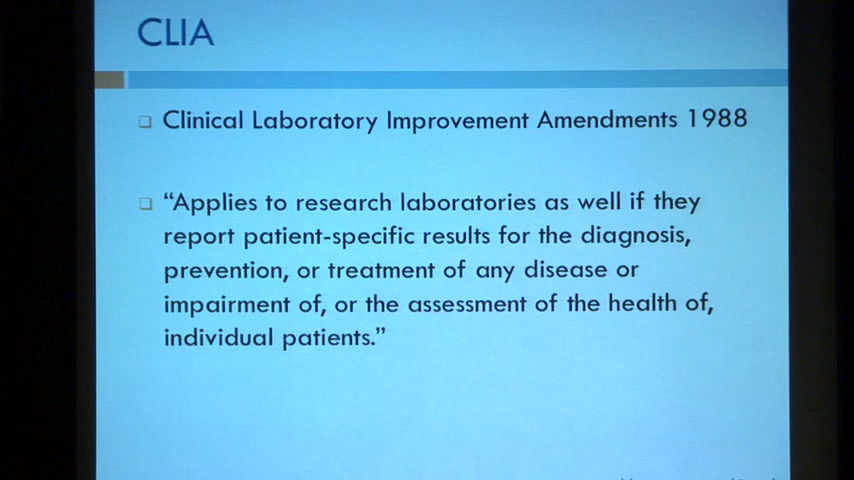 CLIA
Clinical Laboratory Improvement Amendments 1988
“Applies to research laboratories as well if they
report patient-specific results for the diagnosis,
prevention, or treatment of any disease or
impairment of, or the assessment of the health of,
individual patients.”